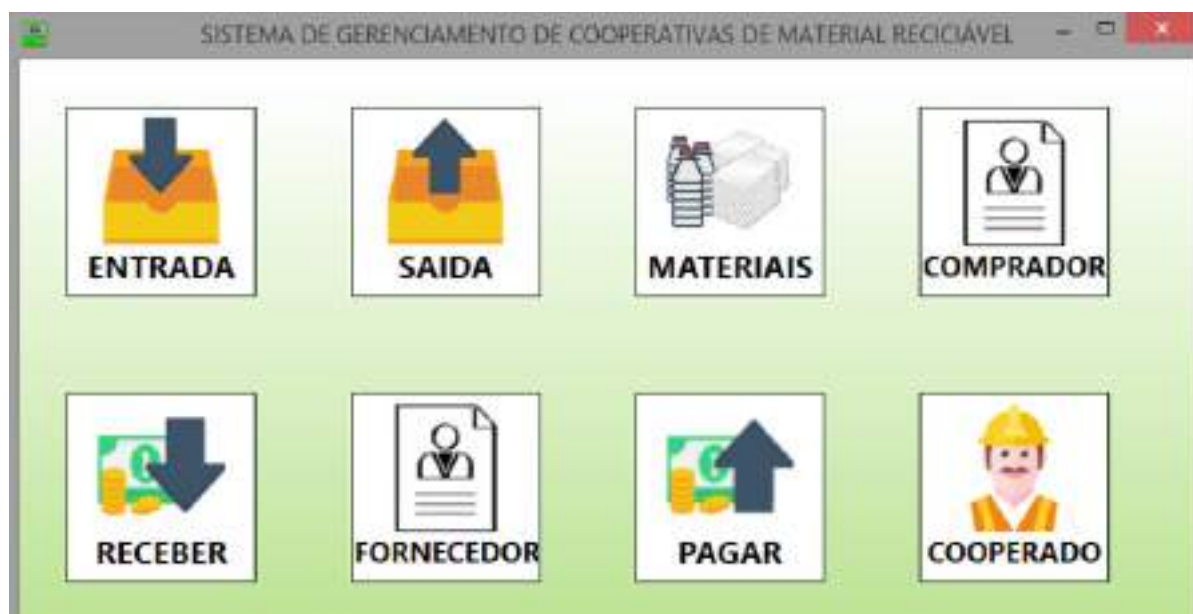 SISTEMA DE GERENCIAMENTO DE COOPERATIVAS DE MATERIAL RECICIÁVEL
ENTRADA
SAIDA
MATERIAIS
COMPRADOR
RECEBER
FORNECEDOR
PAGAR
COOPERADO